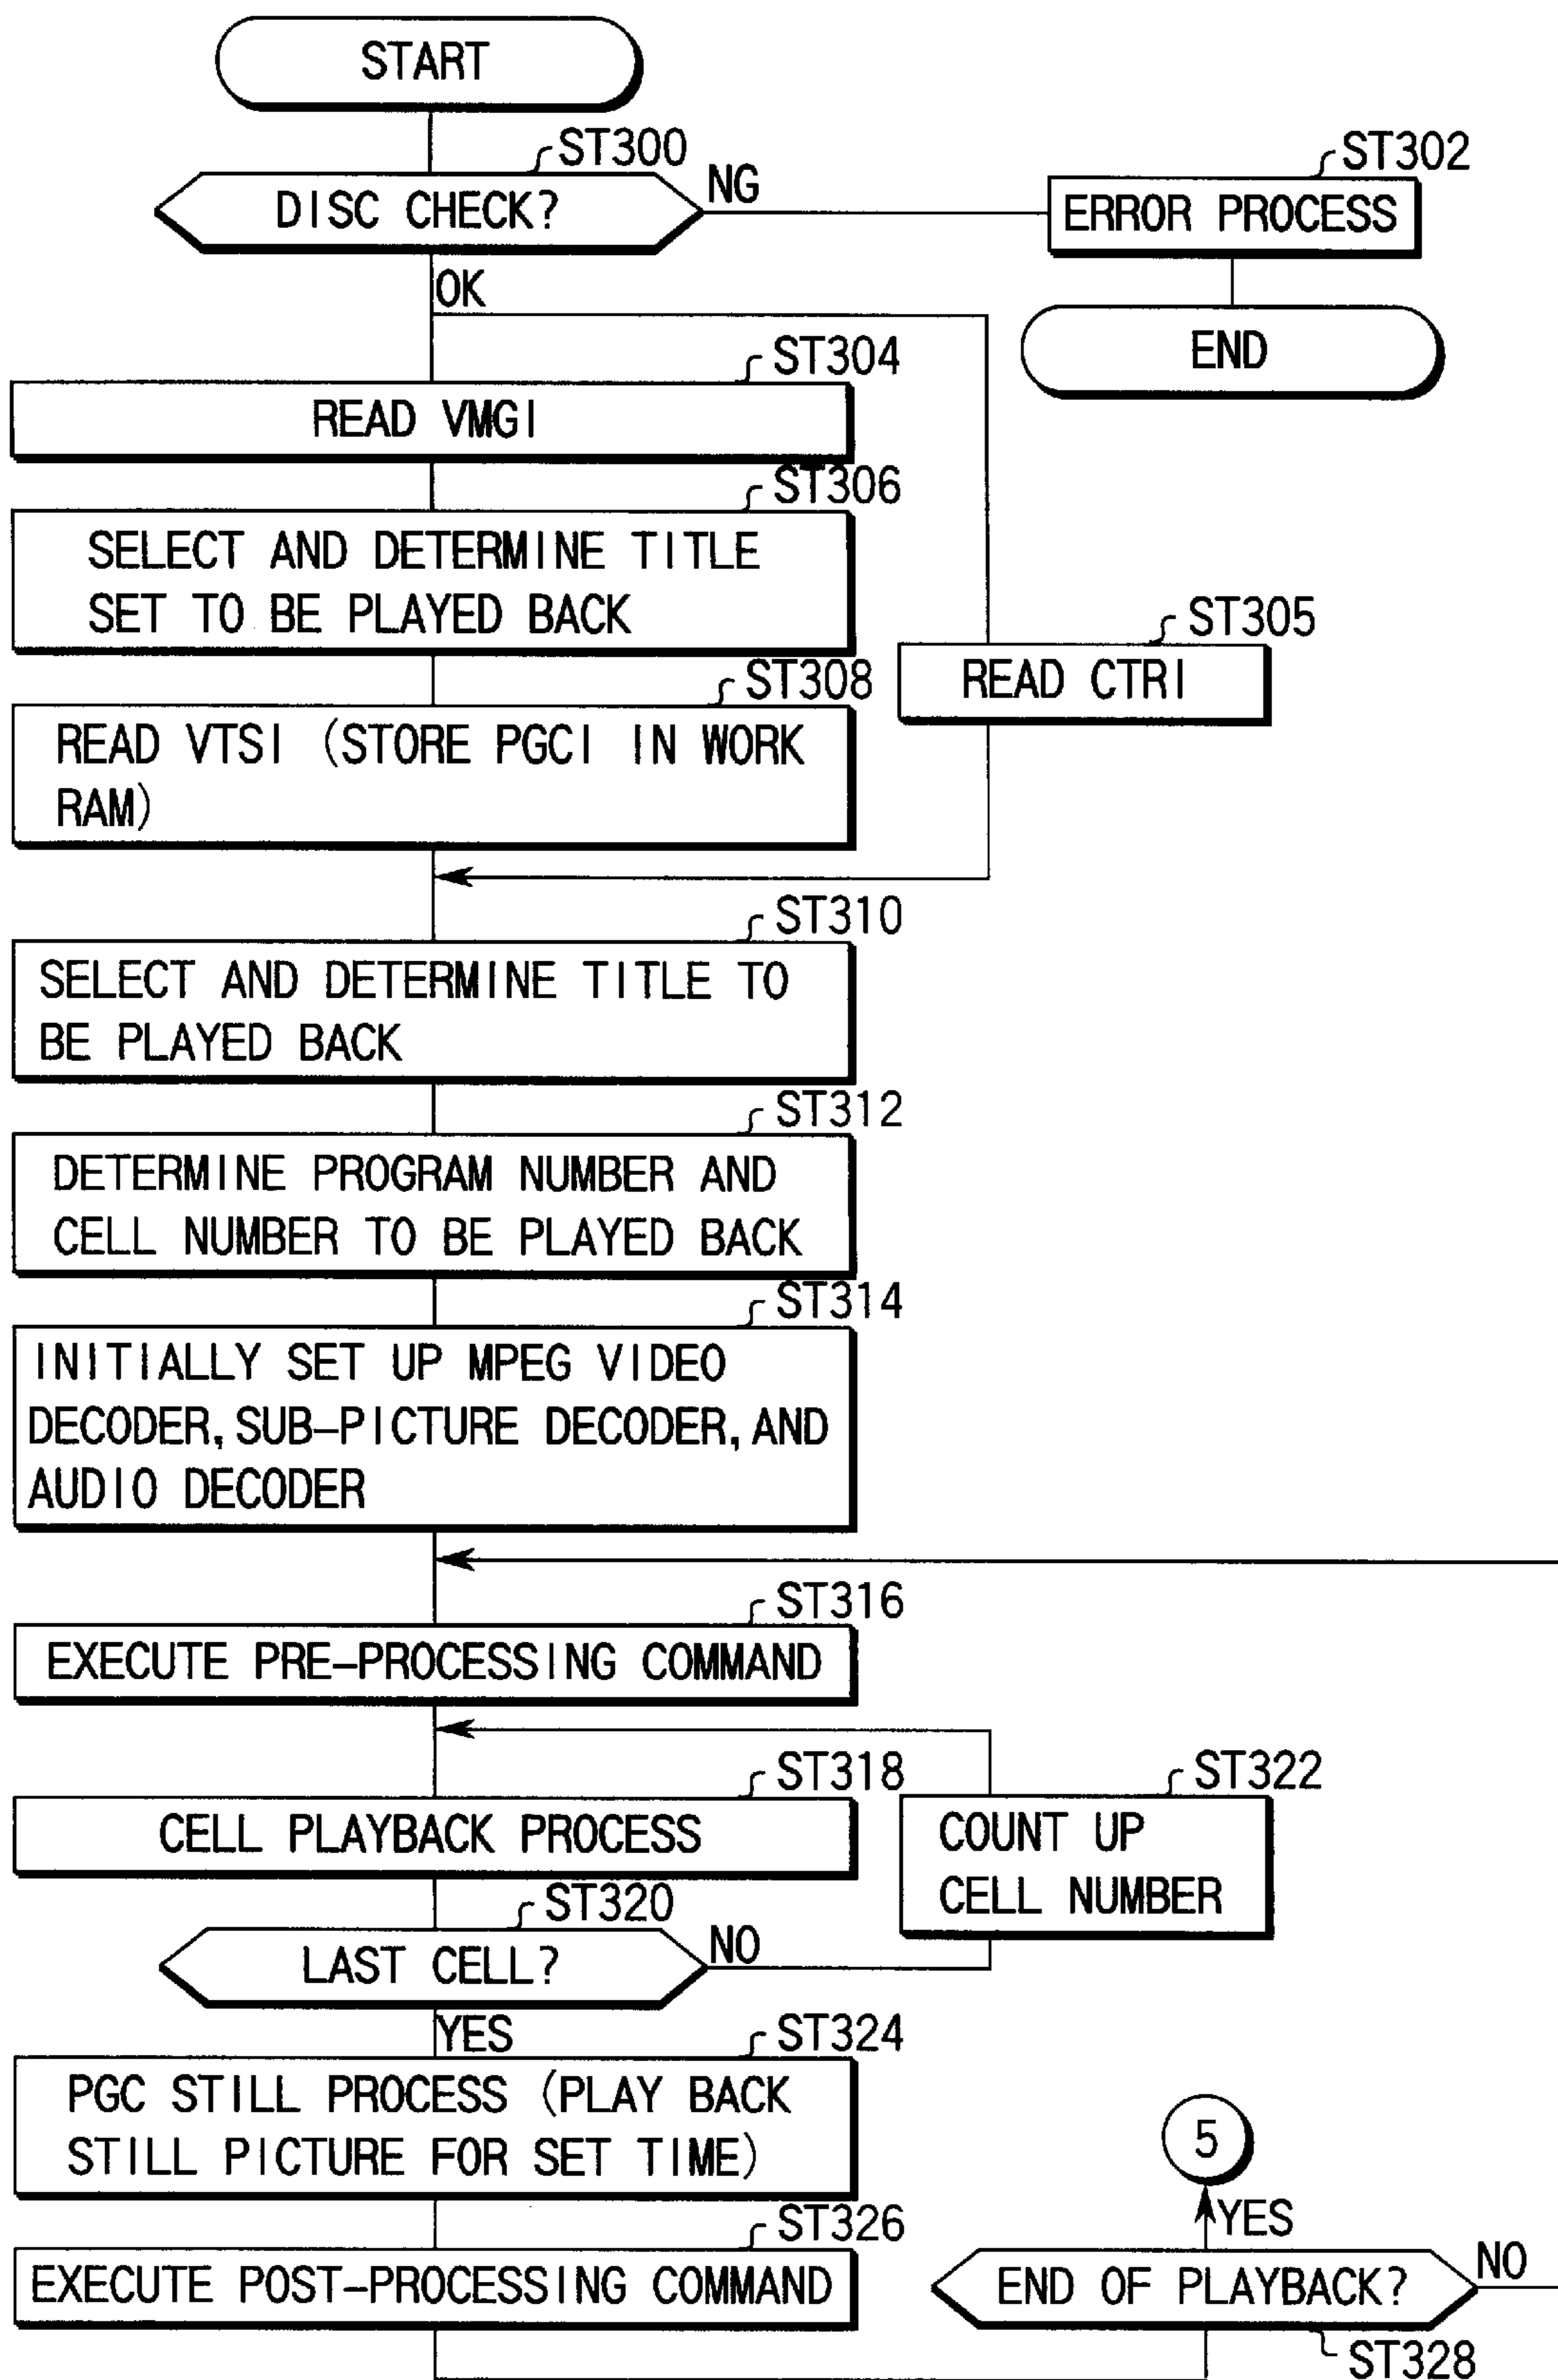 START
ST300
DISC CHECK?
NG
ST302
ERROR PROCESS
END
OK
ST304
READ VMGI
ST306
SELECT AND DETERMINE TITLE
SET TO BE PLAYED BACK
ST305
READ CTRI
ST308
READ VTSI (STORE PGCI IN WORK
RAM)
ST310
SELECT AND DETERMINE TITLE TO
BE PLAYED BACK
ST312
DETERMINE PROGRAM NUMBER AND
CELL NUMBER TO BE PLAYED BACK
ST314
INITIALLY SET UP MPEG VIDEO
DECODER, SUB-PICTURE DECODER, AND
AUDIO DECODER
ST316
EXECUTE PRE-PROCESSING COMMAND
ST318
CELL PLAYBACK PROCESS
ST322
COUNT UP
CELL NUMBER
ST320
LAST CELL?
NO
YES
ST324
PGC STILL PROCESS (PLAY BACK
STILL PICTURE FOR SET TIME)
ST326
EXECUTE POST-PROCESSING COMMAND
5
YES
END OF PLAYBACK?
NO
ST328